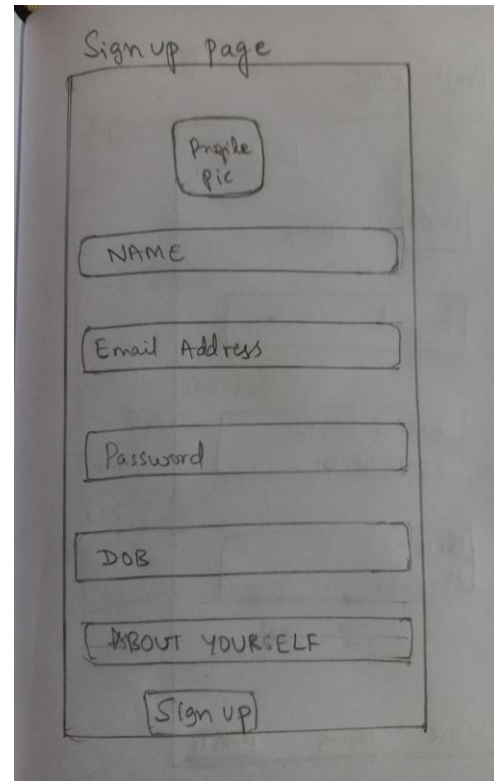 Sign up page
Profile
pic
NAME
Email Address
Password
DOB
ABOUT YOURSELF
Sign up